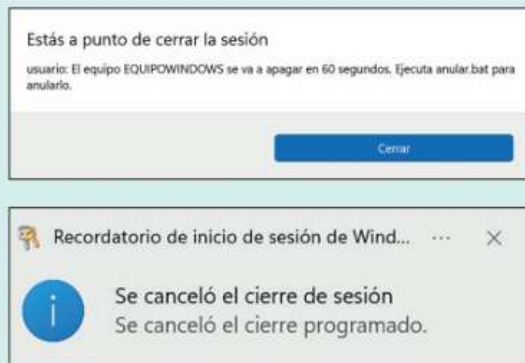 Estás a punto de cerrar la sesión
usuario: El equipo EQUIPOWINDOWS se va a apagar en 60 segundos. Ejecuta anular.bat para
anularlo.
Cerrar
Recordatorio de inicio de sesión de Wind... ··· ×
Se canceló el cierre de sesión
Se canceló el cierre programado.